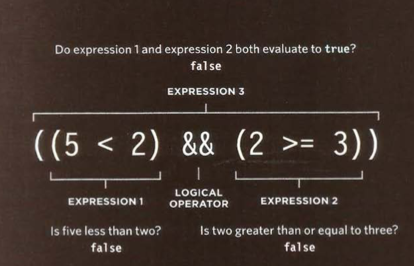 Do expression 1 and expression 2 both evaluate to true?
false
EXPRESSION 3
((5 < 2) && (2 >= 3))
EXPRESSION 1
LOGICAL
OPERATOR
EXPRESSION 2
Is five less than two?
false
Is two greater than or equal to three?
false